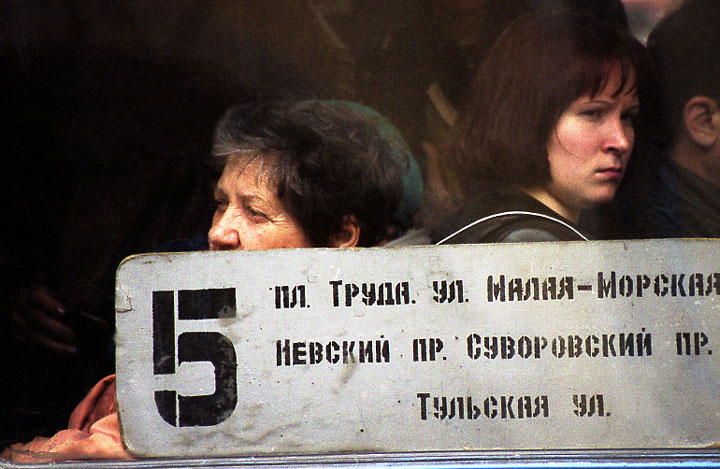 5
пл. Труда. ул. Малая-Морская
Невский пр. Суворовский пр.
Тульская ул.